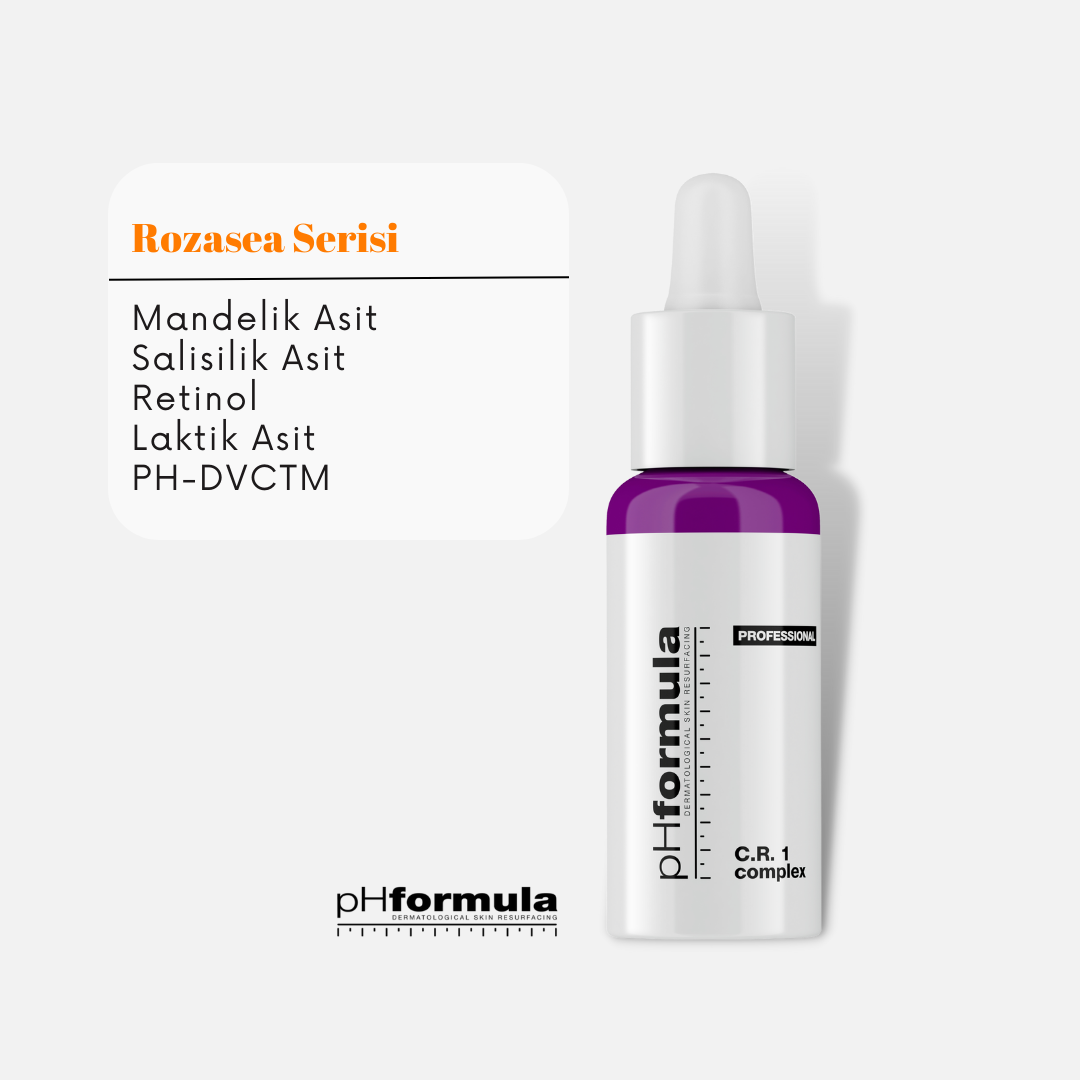 Rozasea Serisi
Mandelik Asit
Salisilik Asit
Retinol
Laktik Asit
PH-DVCTM
PROFESSIONAL
pHformula
DERMATOLOGICAL SKIN RESURFACING
C.R. 1
complex
pHformula
DERMATOLOGICAL SKIN RESURFACING